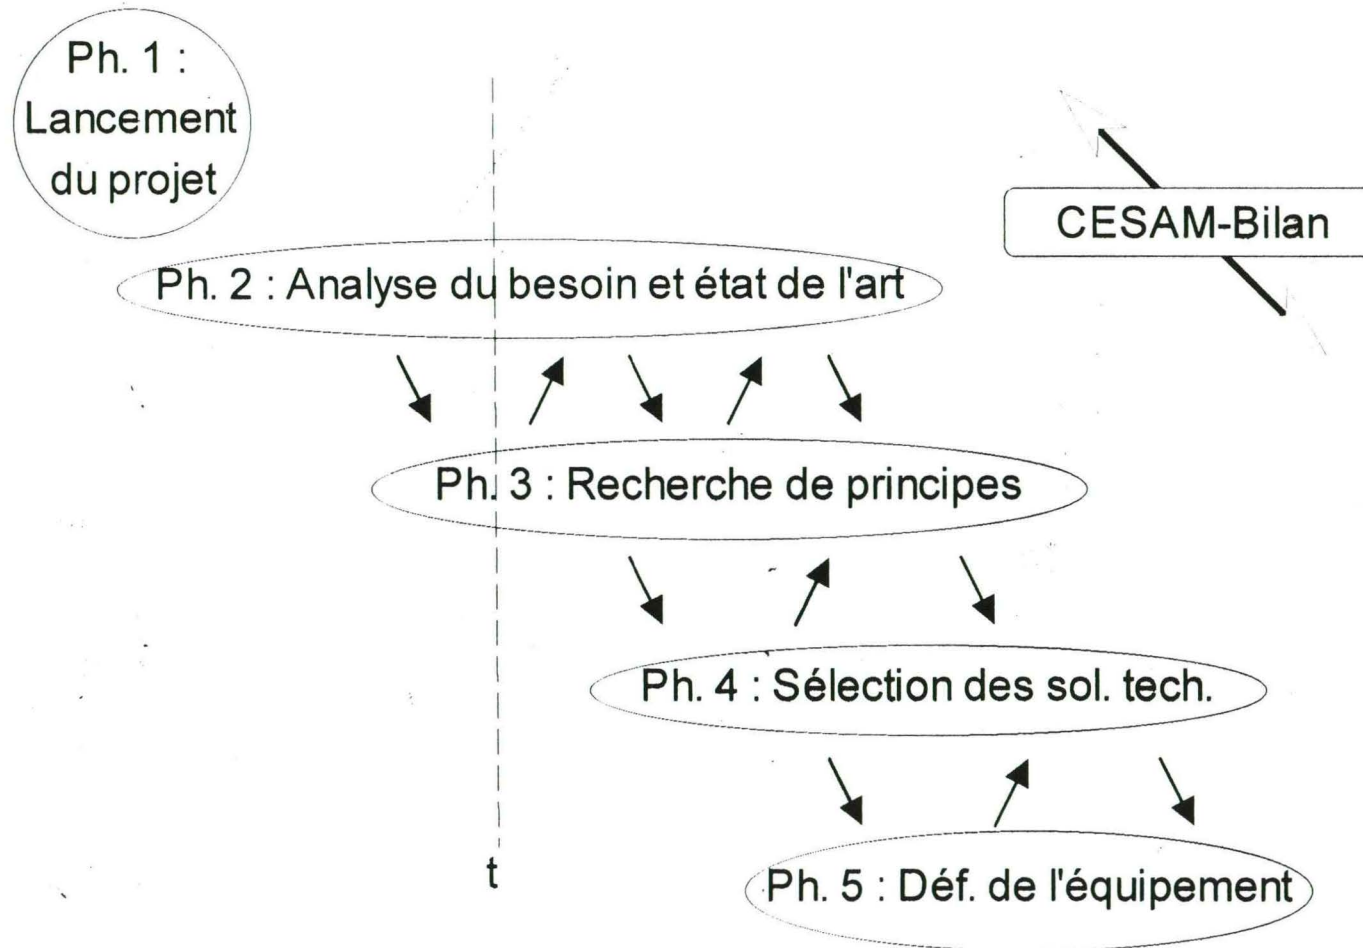 Ph. 1 :
Lancement
du projet
CESAM-Bilan
Ph. 2 : Analyse du besoin et état de l'art
Ph. 3 : Recherche de principes
Ph. 4 : Sélection des sol. tech.
t
Ph. 5 : Déf. de l'équipement